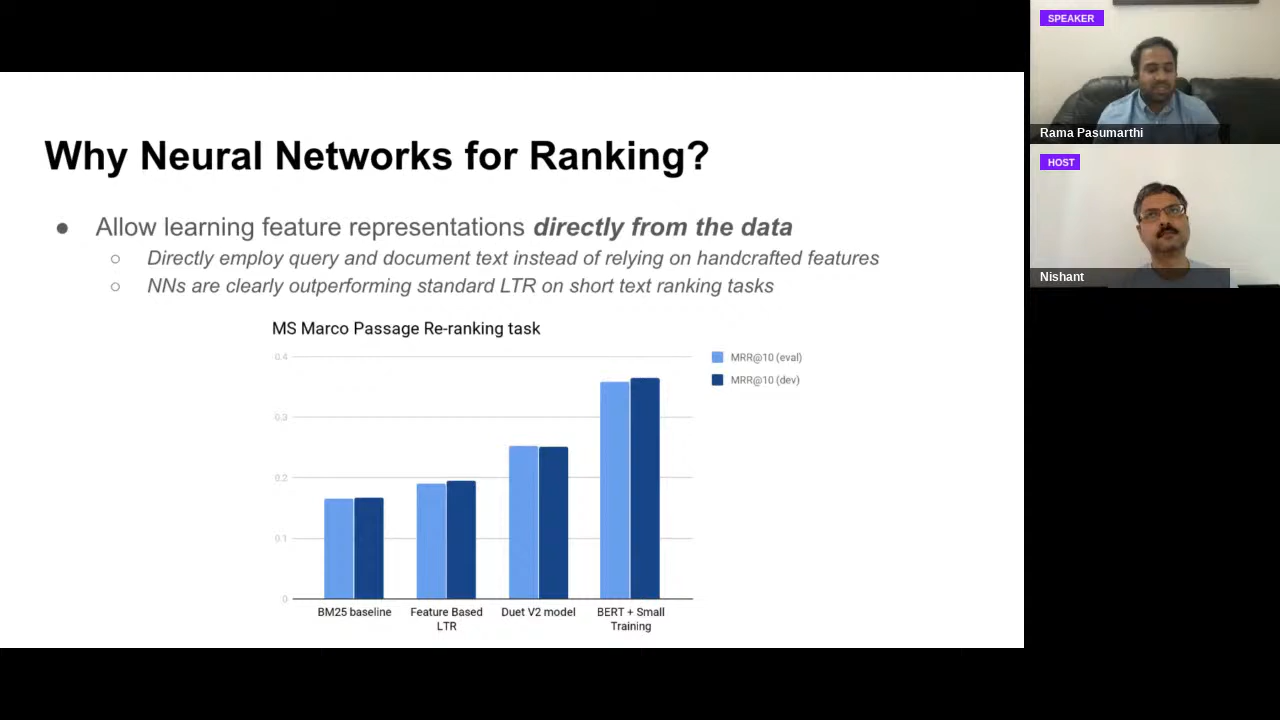 Why Neural Networks for Ranking?
● Allow learning feature representations directly from the data
○ Directly employ query and document text instead of relying on handcrafted features
○ NNs are clearly outperforming standard LTR on short text ranking tasks
MS Marco Passage Re-ranking task
0.4
0.3
0.2
0.1
0
MRR@10 (eval)
MRR@10 (dev)
BM25 baseline
Feature Based
LTR
Duet V2 model
BERT + Small
Training
SPEAKER
Rama Pasumarthi
HOST
Nishant